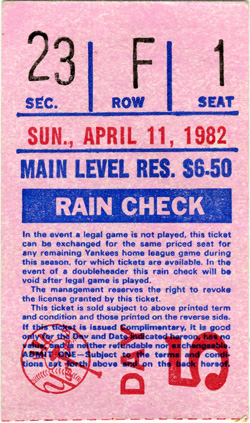 23 F 1
SEC. ROW SEAT
SUN., APRIL 11, 1982
MAIN LEVEL RES. $6.50
RAIN CHECK
In the event a legal game is not played, this ticket
can be exchanged for the same priced seat for
any remaining Yankees home league game during
this season, for which tickets are available. In the
event of a doubleheader this rain check will be
void after legal game is played.
The management reserves the right to revoke
the license granted by this ticket.
This ticket is sold subject to above printed term
and condition and those printed on the reverse side.
If this ticket is issued Complimentary, it is good
only for the Day and Date indicated hereon, has no
value, and is neither refundable nor exchangeable.
ADMIT ONE—Subject to the terms and condi-
tions set forth above and on the back hereof.
DAY
E5